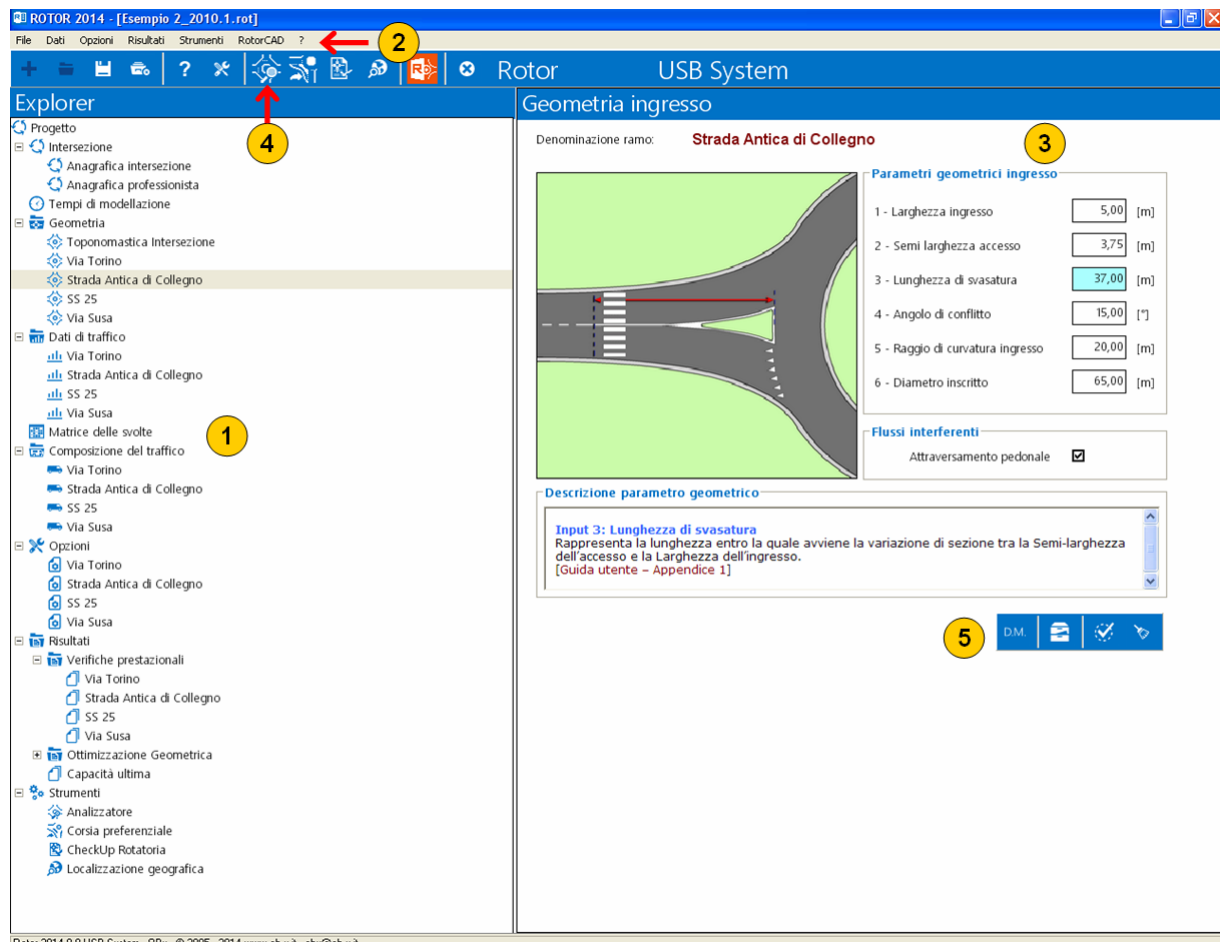 ROTOR 2014 - [Esempio 2_2010.1.rot]
File Dati Opzioni Risultati Strumenti RotorCAD ?
2
? Rotor USB System
4
Explorer
Progetto
Intersezione
Anagrafica intersezione
Anagrafica professionista
Tempi di modellazione
Geometria
Toponomastica Intersezione
Via Torino
Strada Antica di Collegno
SS 25
Via Susa
Dati di traffico
Via Torino
Strada Antica di Collegno
SS 25
Via Susa
Matrice delle svolte
1
Composizione del traffico
Via Torino
Strada Antica di Collegno
SS 25
Via Susa
Opzioni
Via Torino
Strada Antica di Collegno
SS 25
Via Susa
Risultati
Verifiche prestazionali
Via Torino
Strada Antica di Collegno
SS 25
Via Susa
Ottimizzazione Geometrica
Capacità ultima
Strumenti
Analizzatore
Corsia preferenziale
CheckUp Rotatoria
Localizzazione geografica
Geometria ingresso
Denominazione ramo: Strada Antica di Collegno
3
Parametri geometrici ingresso
1 - Larghezza ingresso 5,00 [m]
2 - Semi larghezza accesso 3,75 [m]
3 - Lunghezza di svasatura 37,00 [m]
4 - Angolo di conflitto 15,00 [°]
5 - Raggio di curvatura ingresso 20,00 [m]
6 - Diametro inscritto 65,00 [m]
Flussi interferenti
Attraversamento pedonale
Descrizione parametro geometrico
Input 3: Lunghezza di svasatura
Rappresenta la lunghezza entro la quale avviene la variazione di sezione tra la Semi-larghezza
dell'accesso e la Larghezza dell'ingresso.
[Guida utente – Appendice 1]
5
D.M.